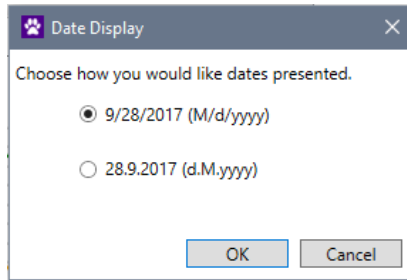 Date Display
Choose how you would like dates presented.
9/28/2017 (M/d/yyyy)
28.9.2017 (d.M.yyyy)
OK Cancel